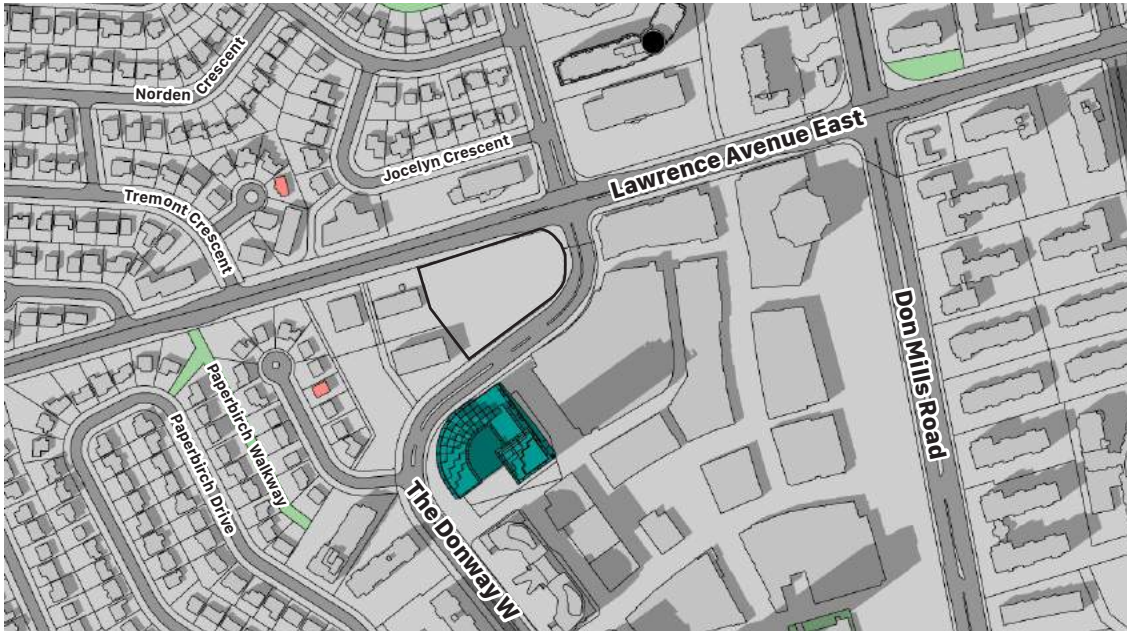 Norden Crescent
Jocelyn Crescent
Lawrence Avenue East
Tremont Crescent
Don Mills Road
Paperbirch Walkway
Paperbirch Drive
The Donway W